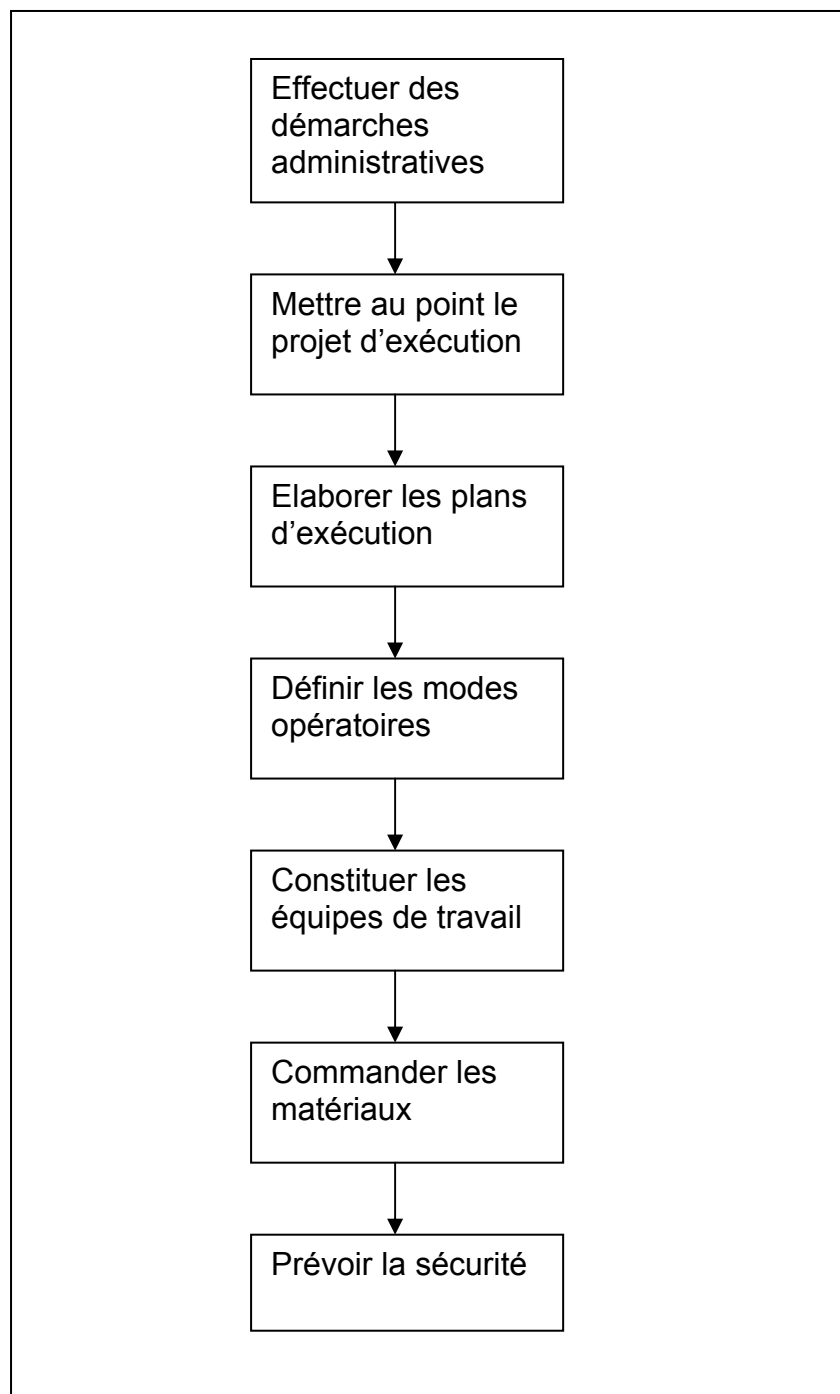 Effectuer des
démarches
administratives
Mettre au point le
projet d’exécution
Elaborer les plans
d’exécution
Définir les modes
opératoires
Constituer les
équipes de travail
Commander les
matériaux
Prévoir la sécurité